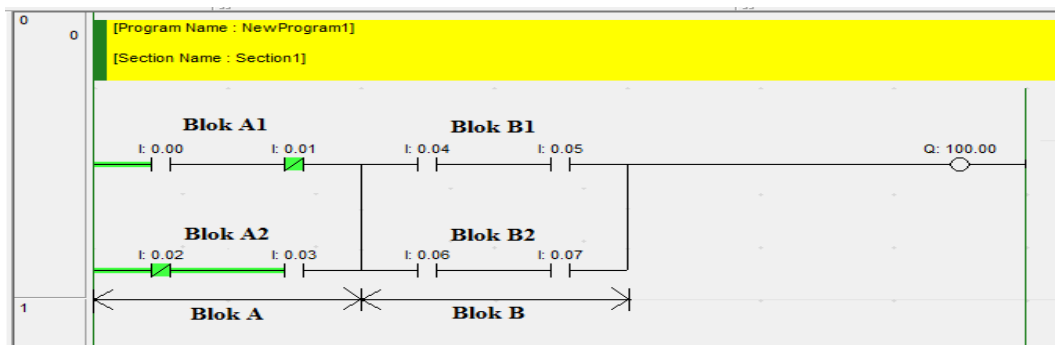 0
0
[Program Name : NewProgram1]
[Section Name : Section1]
Blok A1
Blok B1
I: 0.00
I: 0.01
I: 0.04
I: 0.05
Q: 100.00
Blok A2
Blok B2
I: 0.02
I: 0.03
I: 0.06
I: 0.07
1
Blok A
Blok B